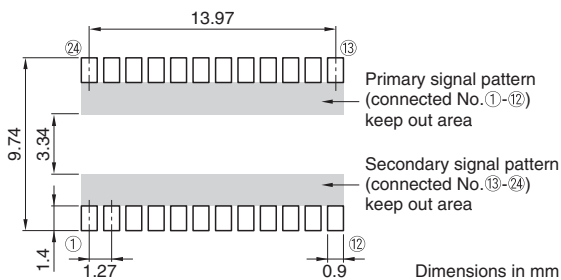 13.97
㉔
⑬
Primary signal pattern
(connected No.①-⑫)
keep out area
9.74
3.34
Secondary signal pattern
(connected No.⑬-㉔)
keep out area
1.4
①
⑫
1.27
0.9
Dimensions in mm